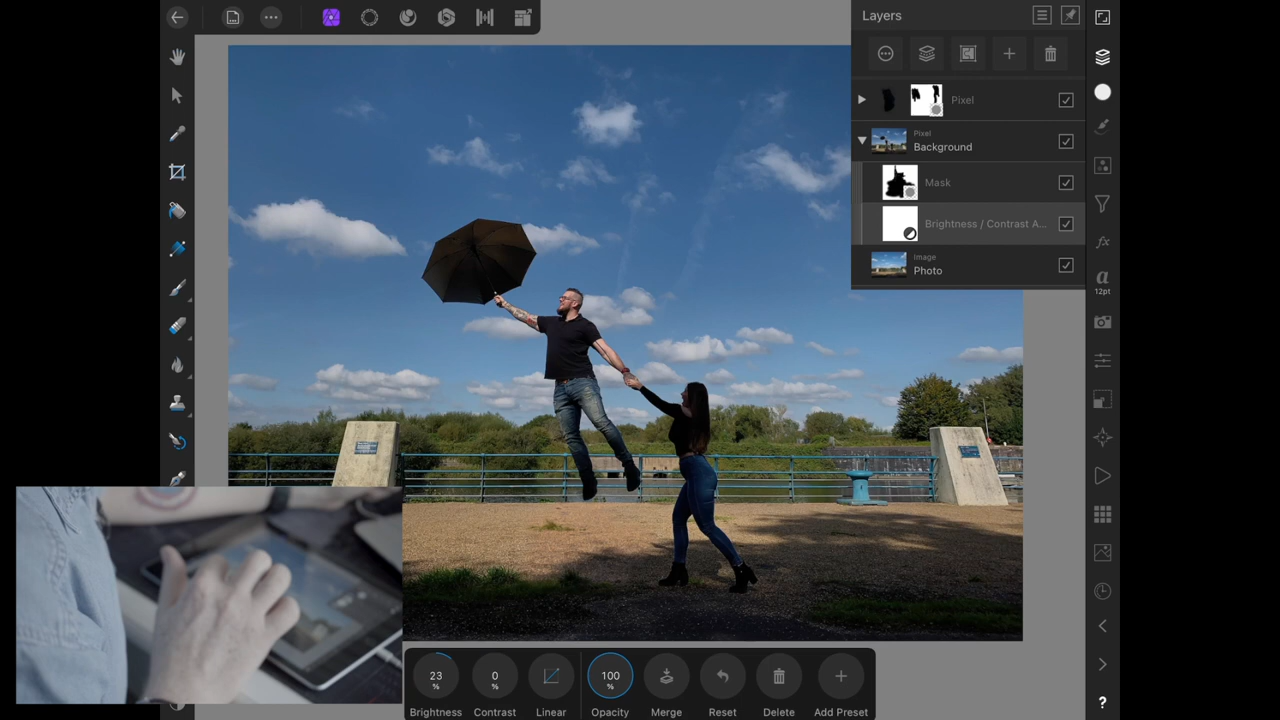 Layers
Pixel
Pixel
Background
Mask
Brightness / Contrast A...
Image
Photo
12pt
23
%
0
%
100
%
Brightness
Contrast
Linear
Opacity
Merge
Reset
Delete
Add Preset